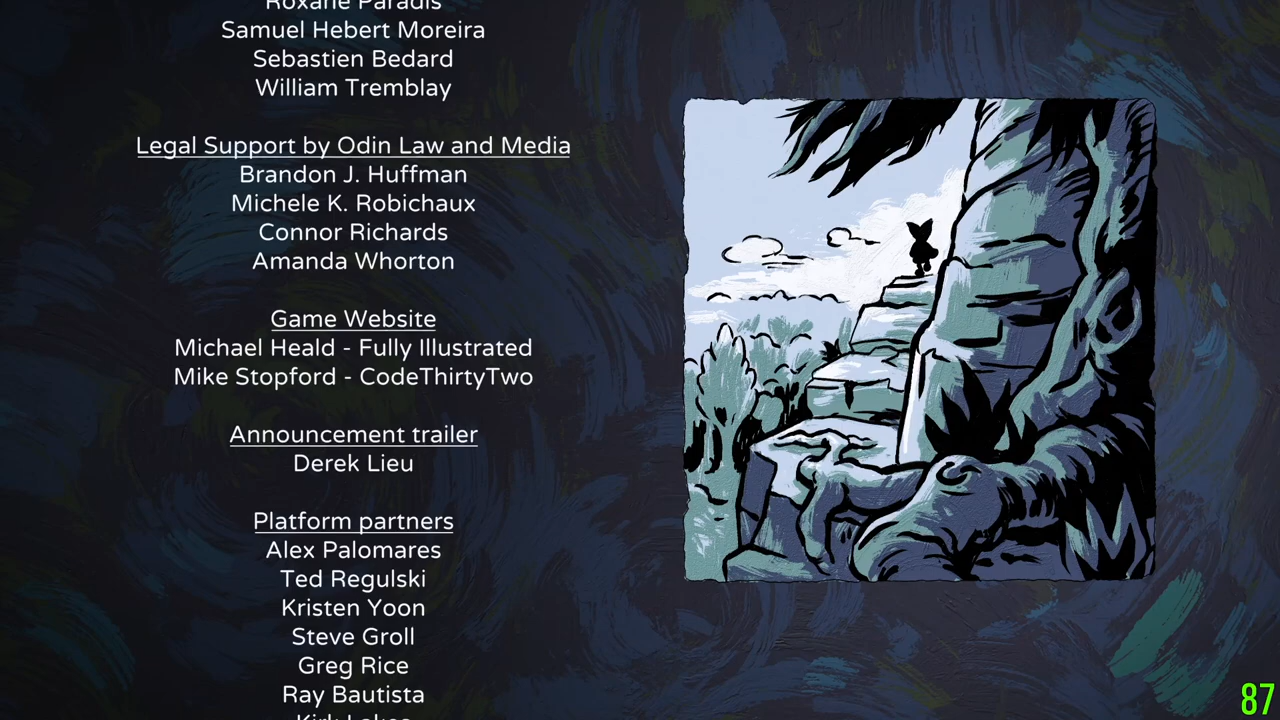 Roxane Paradis
Samuel Hebert Moreira
Sebastien Bedard
William Tremblay
Legal Support by Odin Law and Media
Brandon J. Huffman
Michele K. Robichaux
Connor Richards
Amanda Whorton
Game Website
Michael Heald - Fully Illustrated
Mike Stopford - CodeThirtyTwo
Announcement trailer
Derek Lieu
Platform partners
Alex Palomares
Ted Regulski
Kristen Yoon
Steve Groll
Greg Rice
Ray Bautista
87